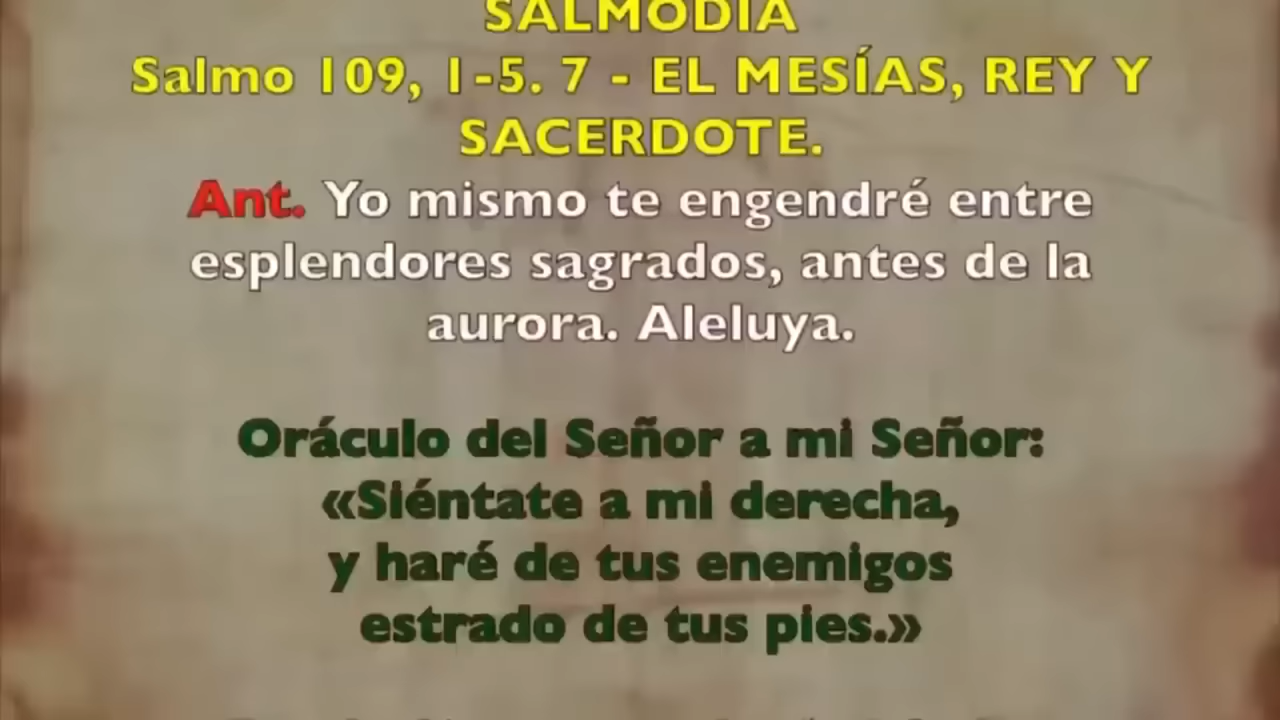 SALMODIA
Salmo 109, 1-5. 7 - EL MESÍAS, REY Y
SACERDOTE.
Ant. Yo mismo te engendré entre
esplendores sagrados, antes de la
aurora. Aleluya.
Oráculo del Señor a mi Señor:
«Siéntate a mi derecha,
y haré de tus enemigos
estrado de tus pies.»